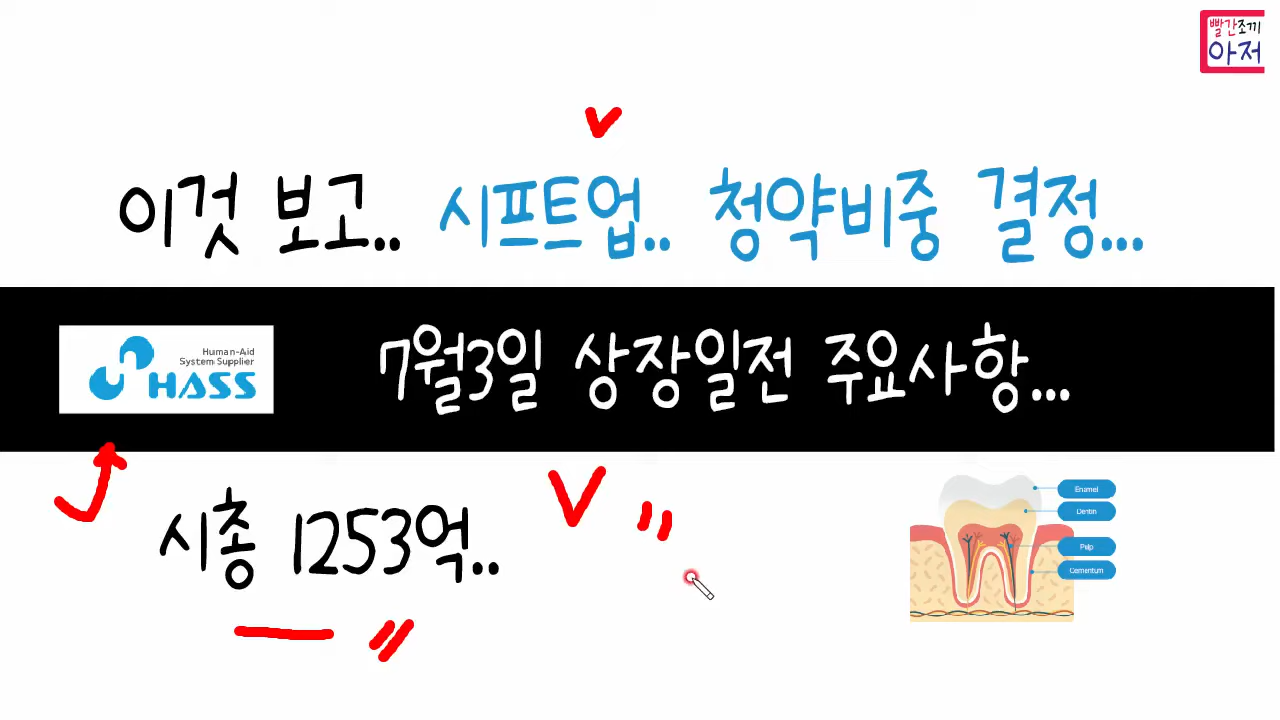 빨간조끼
아저
이것 보고.. 시프트업.. 청약비중 결정...
Human-Aid
System Supplier
HASS
7월3일 상장일전 주요사항...
시총 1253억..
Enamel
Dentin
Pulp
Cementum